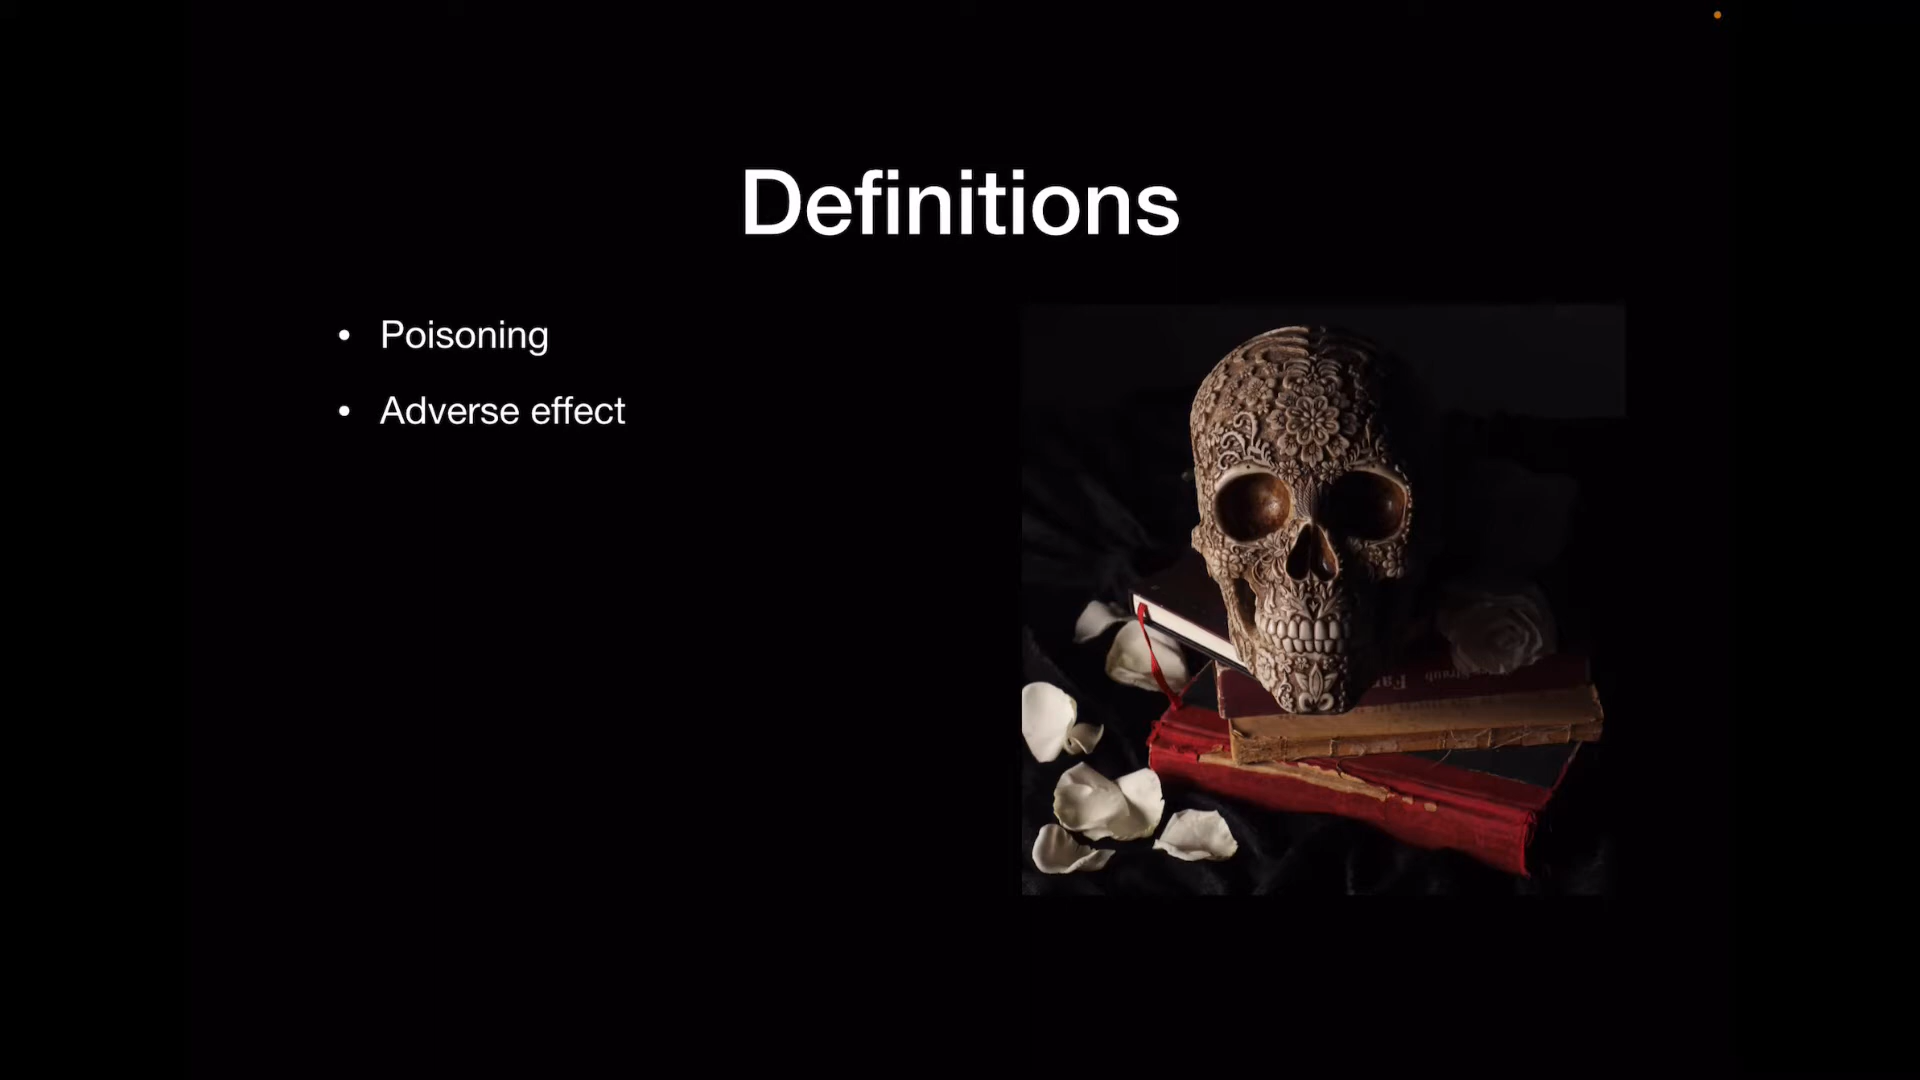 Definitions
• Poisoning
• Adverse effect